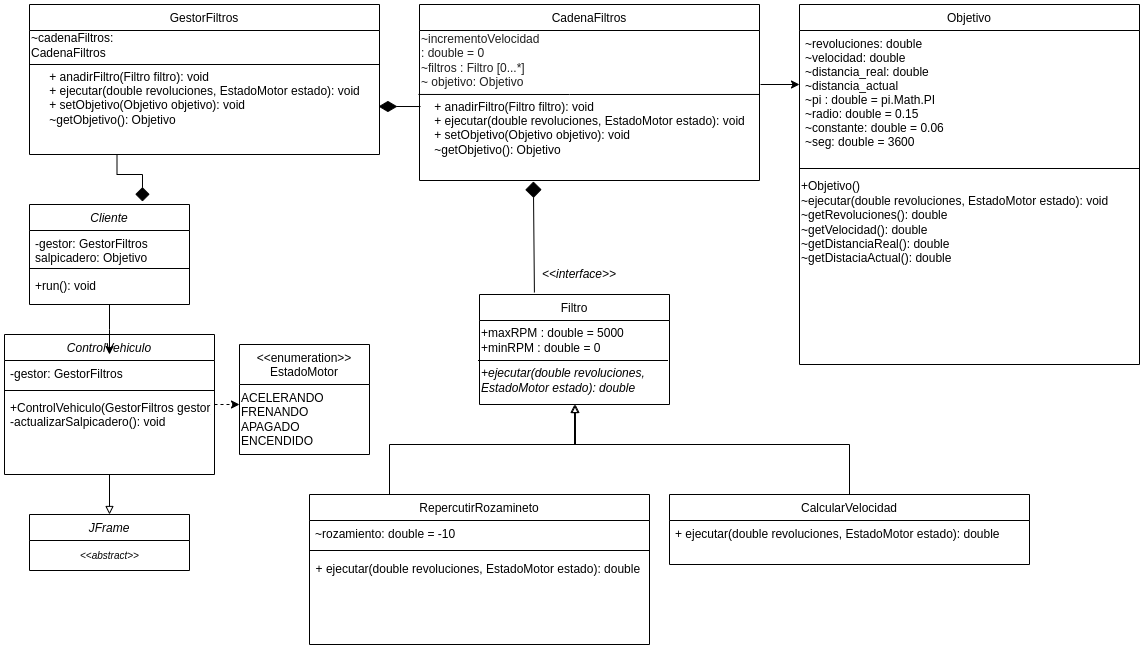 GestorFiltros
~cadenaFiltros:
CadenaFiltros
+ anadirFiltro(Filtro filtro): void
+ ejecutar(double revoluciones, EstadoMotor estado): void
+ setObjetivo(Objetivo objetivo): void
~getObjetivo(): Objetivo
CadenaFiltros
~incrementoVelocidad
: double = 0
~filtros : Filtro [0...*]
~ objetivo: Objetivo
+ anadirFiltro(Filtro filtro): void
+ ejecutar(double revoluciones, EstadoMotor estado): void
+ setObjetivo(Objetivo objetivo): void
~getObjetivo(): Objetivo
Objetivo
~revoluciones: double
~velocidad: double
~distancia_real: double
~distancia_actual
~pi : double = pi.Math.PI
~radio: double = 0.15
~constante: double = 0.06
~seg: double = 3600
+Objetivo()
~ejecutar(double revoluciones, EstadoMotor estado): void
~getRevoluciones(): double
~getVelocidad(): double
~getDistanciaReal(): double
~getDistaciaActual(): double
Cliente
-gestor: GestorFiltros
salpicadero: Objetivo
+run(): void
<<interface>>
Filtro
+maxRPM : double = 5000
+minRPM : double = 0
+ejecutar(double revoluciones,
EstadoMotor estado): double
ControlVehiculo
-gestor: GestorFiltros
+ControlVehiculo(GestorFiltros gestor
-actualizarSalpicadero(): void
<<enumeration>>
EstadoMotor
ACELERANDO
FRENANDO
APAGADO
ENCENDIDO
JFrame
<<abstract>>
RepercutirRozamineto
~rozamiento: double = -10
+ ejecutar(double revoluciones, EstadoMotor estado): double
CalcularVelocidad
+ ejecutar(double revoluciones, EstadoMotor estado): double